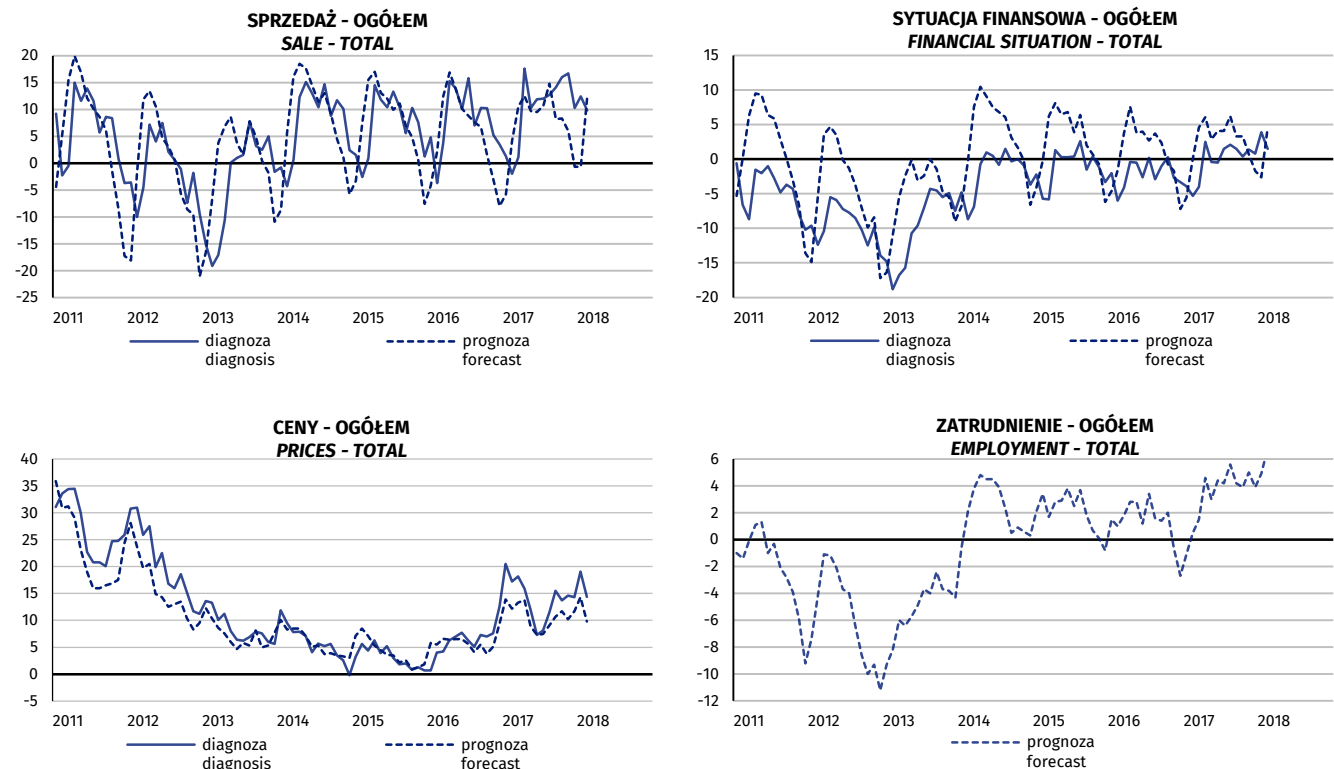 SPRZEDAŻ - OGÓŁEM
SALE - TOTAL
20
15
10
5
0
-5
-10
-15
-20
-25
2011 2012 2013 2014 2015 2016 2017 2018
diagnoza prognoza
diagnosis forecast
SYTUACJA FINANSOWA - OGÓŁEM
FINANCIAL SITUATION - TOTAL
15
10
5
0
-5
-10
-15
-20
2011 2012 2013 2014 2015 2016 2017 2018
diagnoza prognoza
diagnosis forecast
CENY - OGÓŁEM
PRICES - TOTAL
40
35
30
25
20
15
10
5
0
-5
2011 2012 2013 2014 2015 2016 2017 2018
diagnoza prognoza
diagnosis forecast
ZATRUDNIENIE - OGÓŁEM
EMPLOYMENT - TOTAL
6
4
2
0
-2
-4
-6
-8
-10
-12
2011 2012 2013 2014 2015 2016 2017 2018
prognoza
forecast